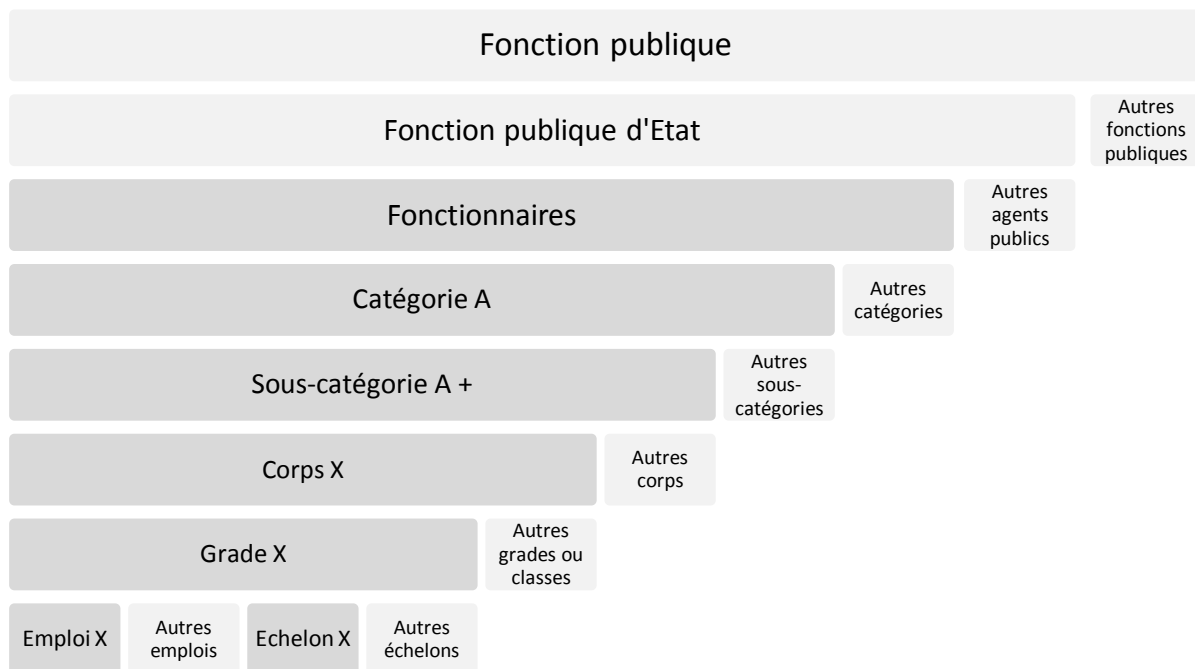 Fonction publique
Fonction publique d'Etat
Autres
fonctions
publiques
Fonctionnaires
Autres
agents
publics
Catégorie A
Autres
catégories
Sous-catégorie A +
Autres
sous-
catégories
Corps X
Autres
corps
Grade X
Autres
grades ou
classes
Emploi X
Autres
emplois
Echelon X
Autres
échelons